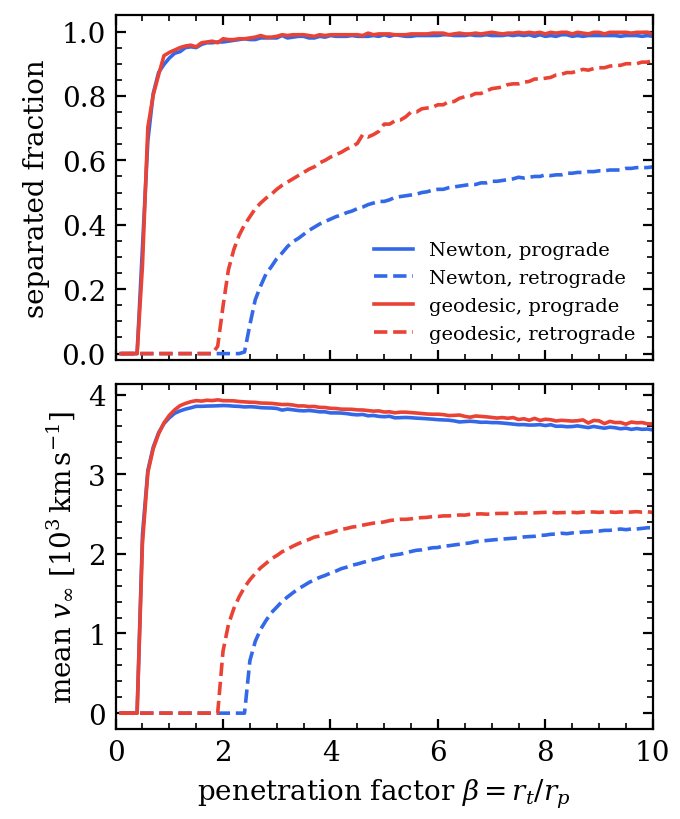 1.0
0.8
0.6
0.4
0.2
0.0
separated fraction
Newton, prograde
Newton, retrograde
geodesic, prograde
geodesic, retrograde
4
3
2
1
0
mean v∞ [10³ km s⁻¹]
0 2 4 6 8 10
penetration factor β = r_t/r_p